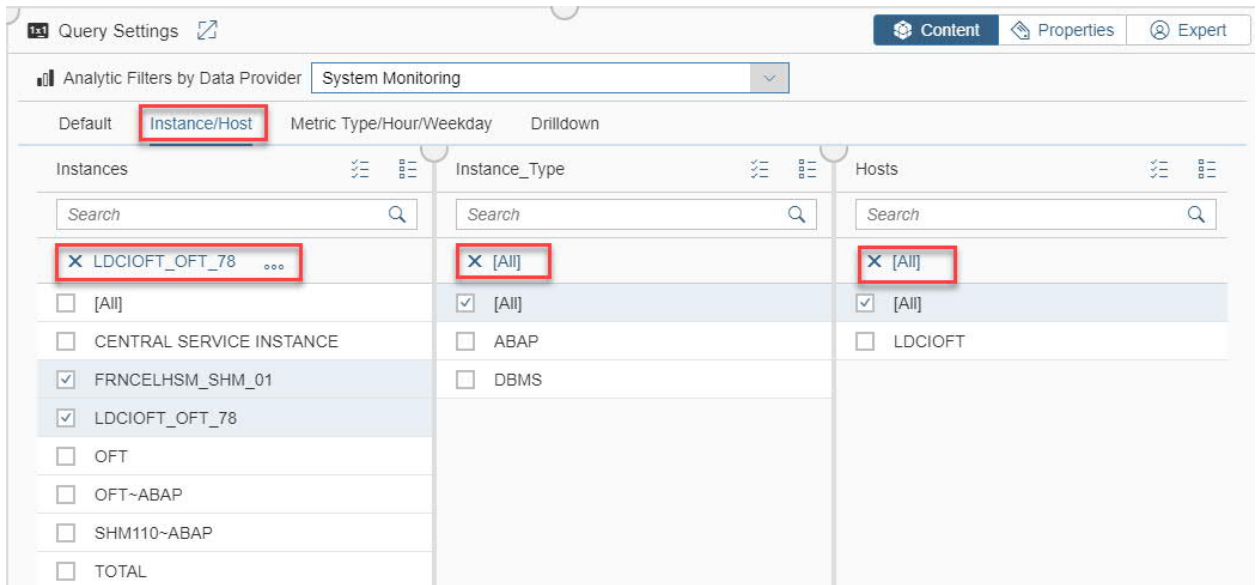 1x1 Query Settings Content Properties Expert
Analytic Filters by Data Provider System Monitoring
Default Instance/Host Metric Type/Hour/Weekday Drilldown
Instances Instance_Type Hosts
Search Search Search
LDCIOFT_OFT_78 [All] [All]
[All] [All] [All]
CENTRAL SERVICE INSTANCE ABAP LDCIOFT
FRNCELHSM_SHM_01 DBMS
LDCIOFT_OFT_78
OFT
OFT~ABAP
SHM110~ABAP
TOTAL